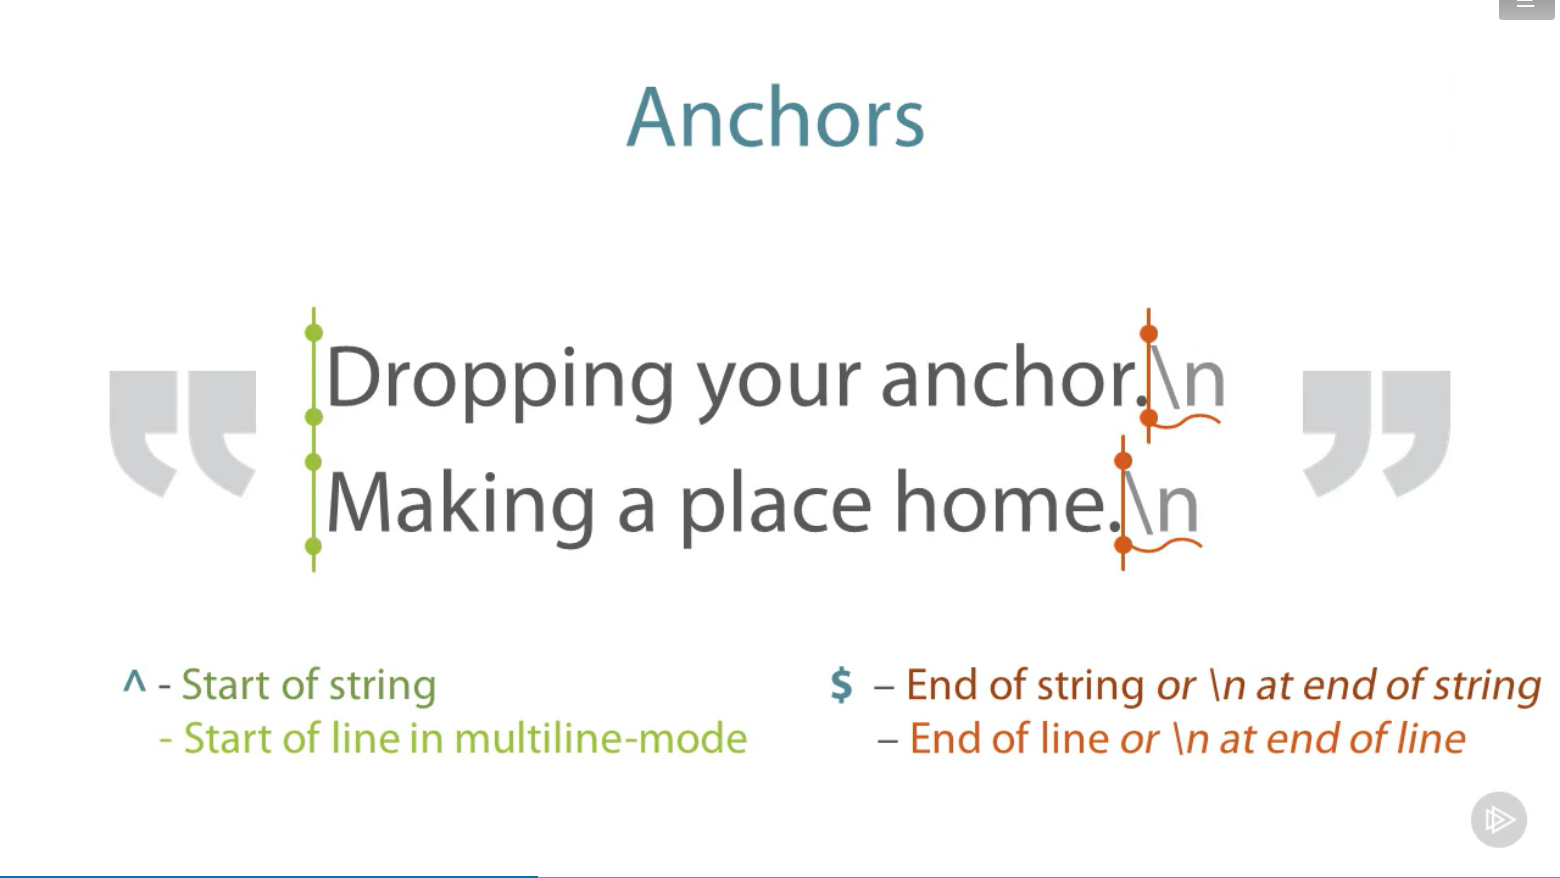 Anchors
“ Dropping your anchor.\n
Making a place home.\n ”
^ - Start of string
- Start of line in multiline-mode
$ – End of string or \n at end of string
– End of line or \n at end of line